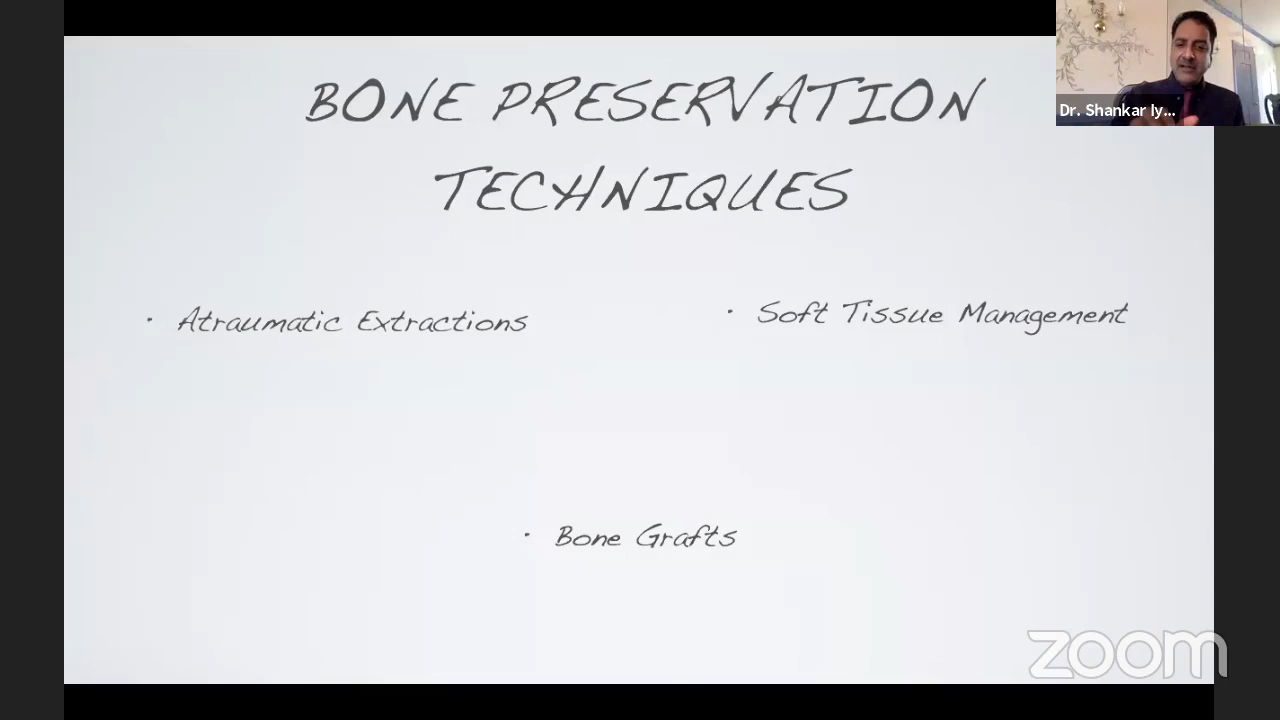 BONE PRESERVATION
TECHNIQUES
Dr. Shankar Iy...
· Atraumatic Extractions
· Soft Tissue Management
· Bone Grafts
zoom